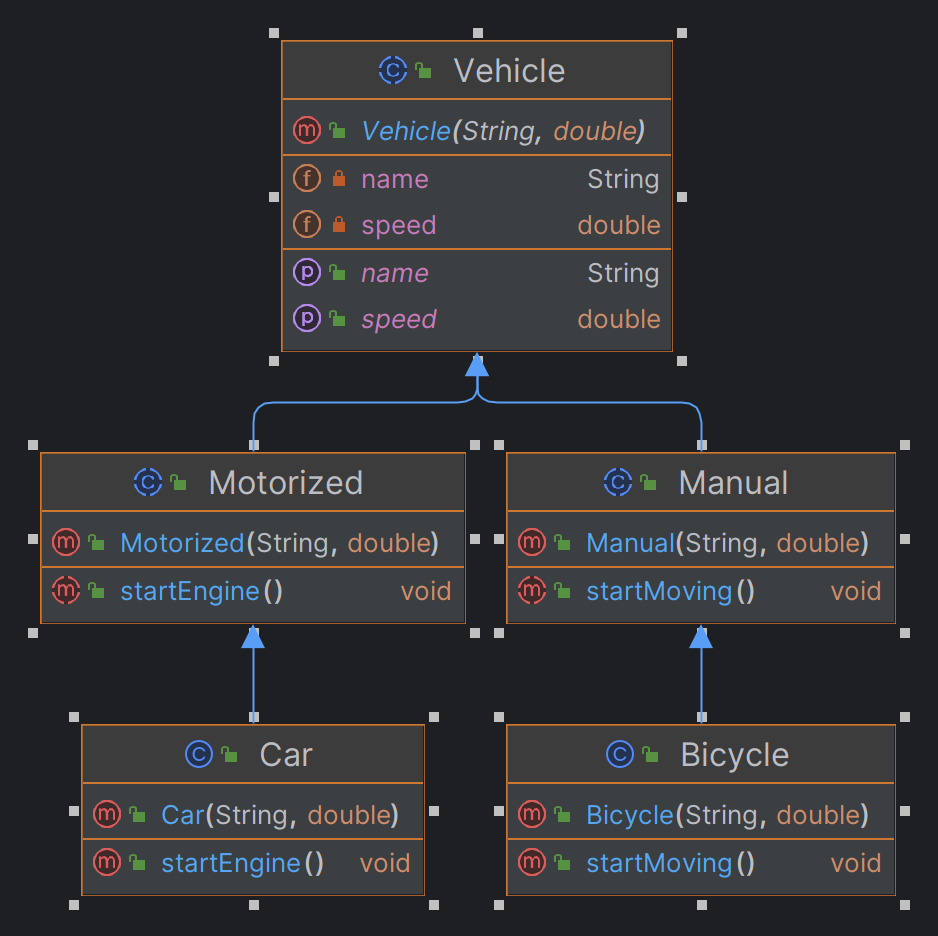 Vehicle
Vehicle(String, double)
name String
speed double
name String
speed double
Motorized
Motorized(String, double)
startEngine() void
Manual
Manual(String, double)
startMoving() void
Car
Car(String, double)
startEngine() void
Bicycle
Bicycle(String, double)
startMoving() void